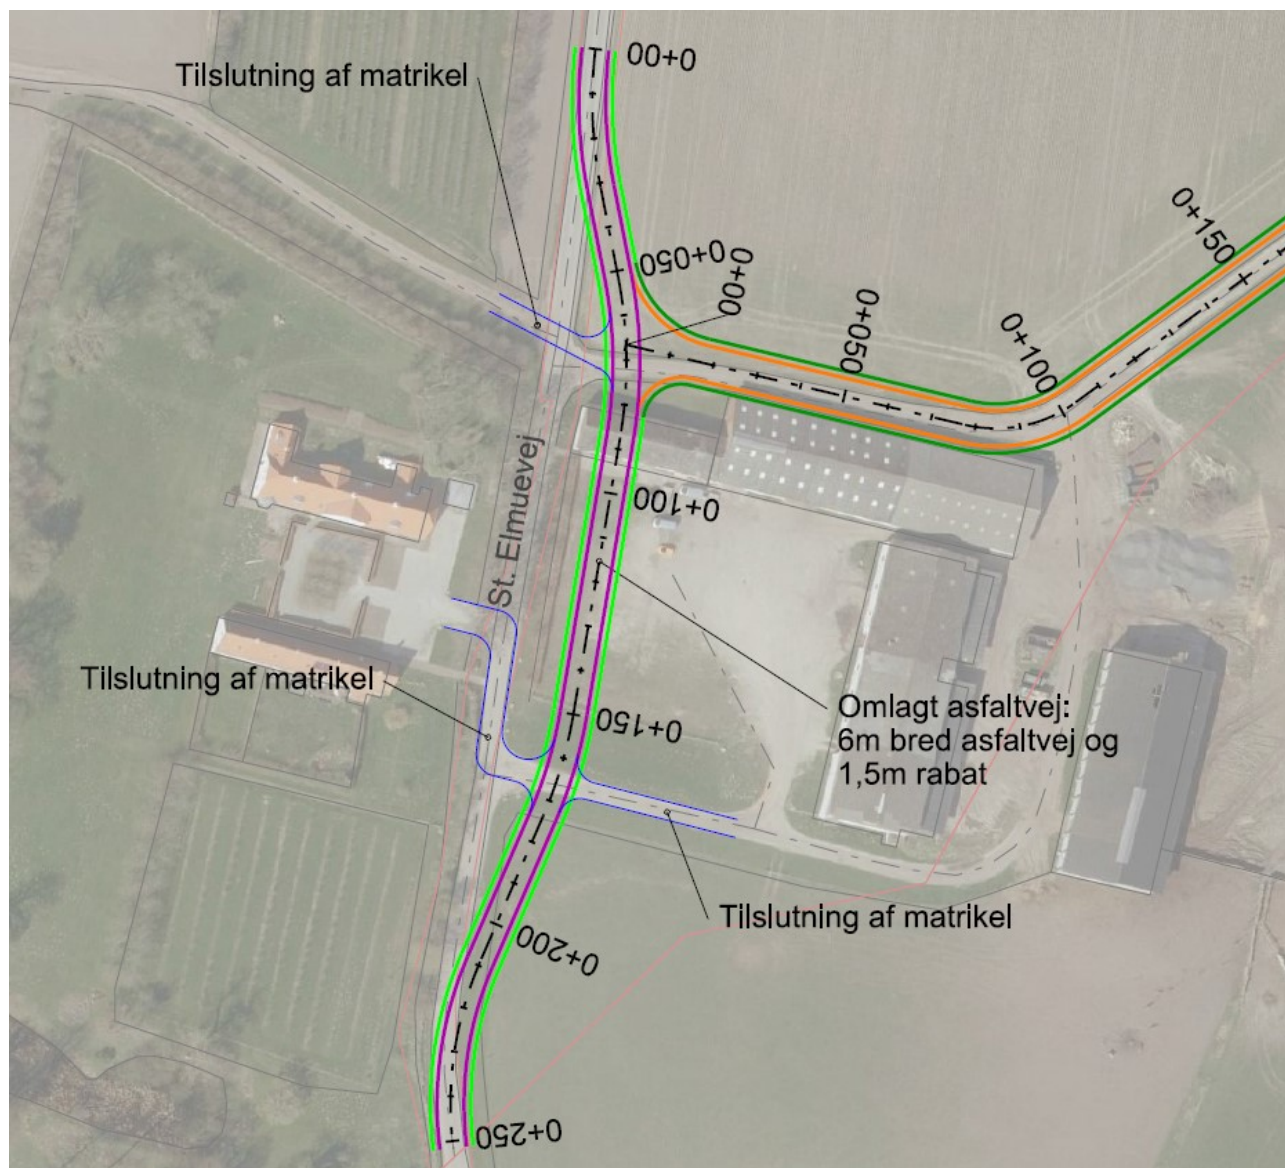 0+00
Tilslutning af matrikel
0+050
0+00
0+150
0+050
0+100
St. Elmuevej
0+100
Tilslutning af matrikel
Omlagt asfaltvej:
6m bred asfaltvej og
1,5m rabat
0+150
Tilslutning af matrikel
0+200
0+250